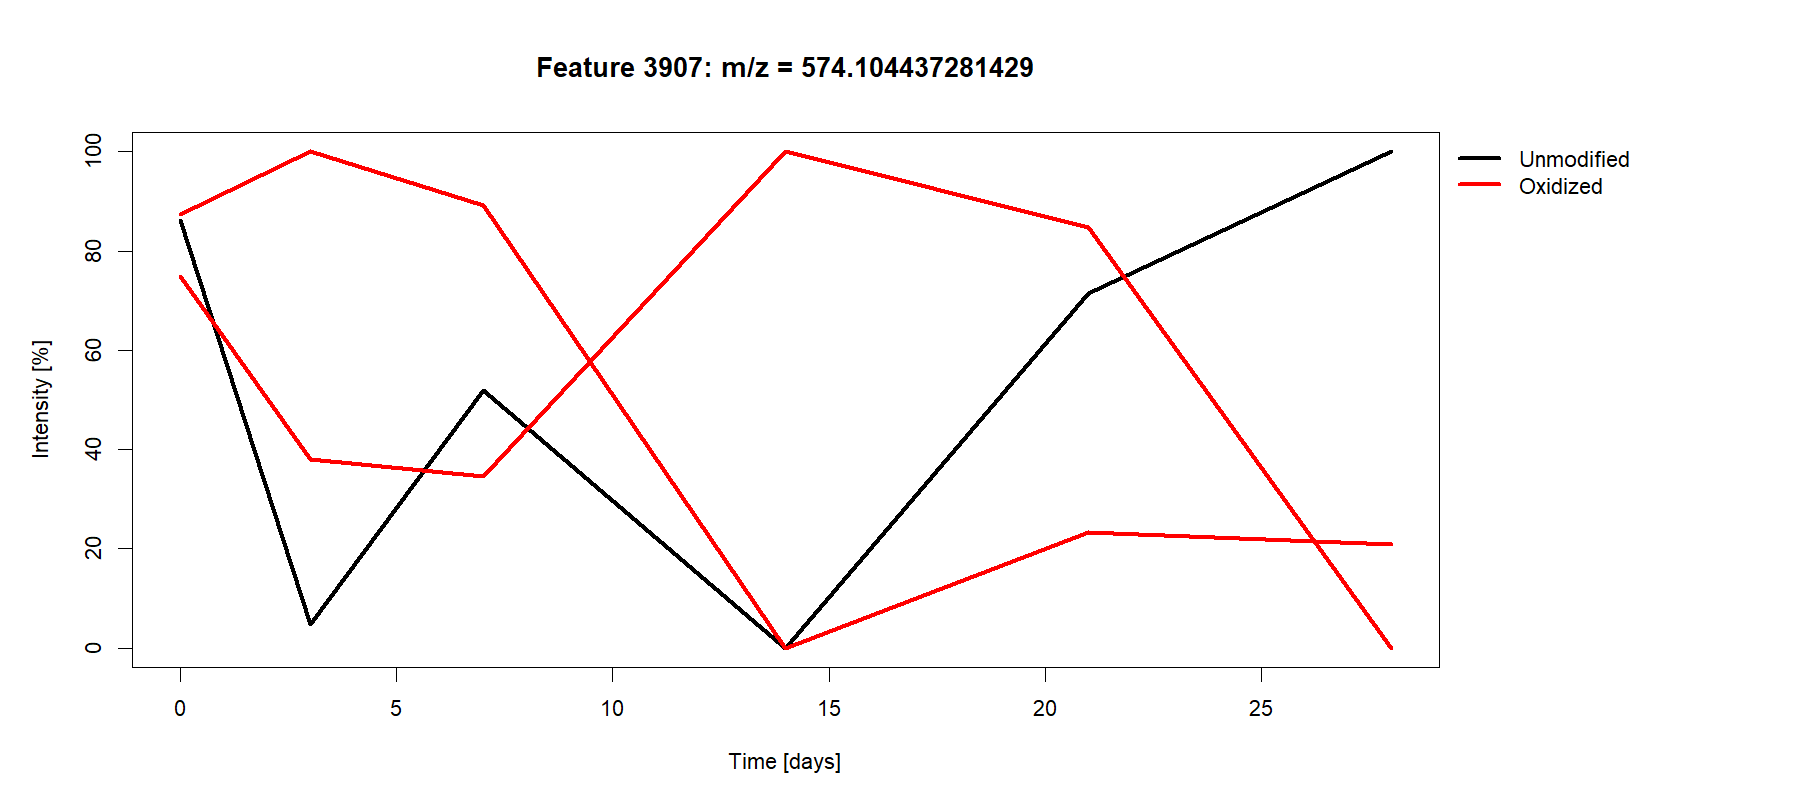 Feature 3907: m/z = 574.104437281429
Unmodified
Oxidized
Intensity [%]
100
80
60
40
20
0
0 5 10 15 20 25
Time [days]